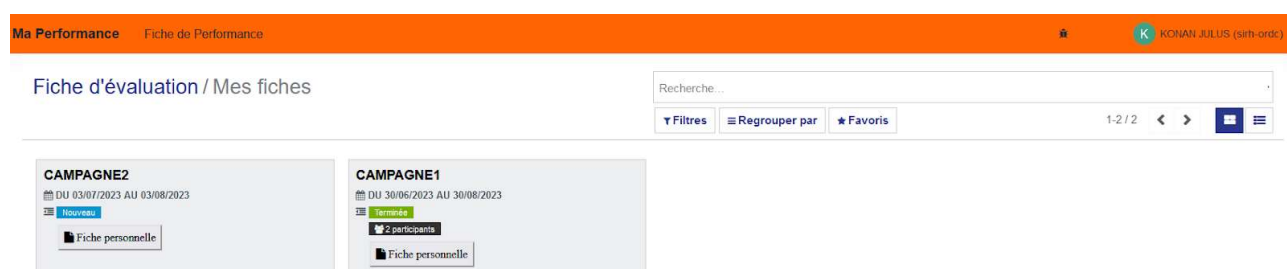 Ma Performance Fiche de Performance K KONAN JULUS (sirh-ordc)
Fiche d'évaluation / Mes fiches
Recherche...
Filtres Regrouper par Favoris 1-2 / 2
CAMPAGNE2
DU 03/07/2023 AU 03/08/2023
Nouveau
Fiche personnelle
CAMPAGNE1
DU 30/06/2023 AU 30/08/2023
Terminée
2 participants
Fiche personnelle